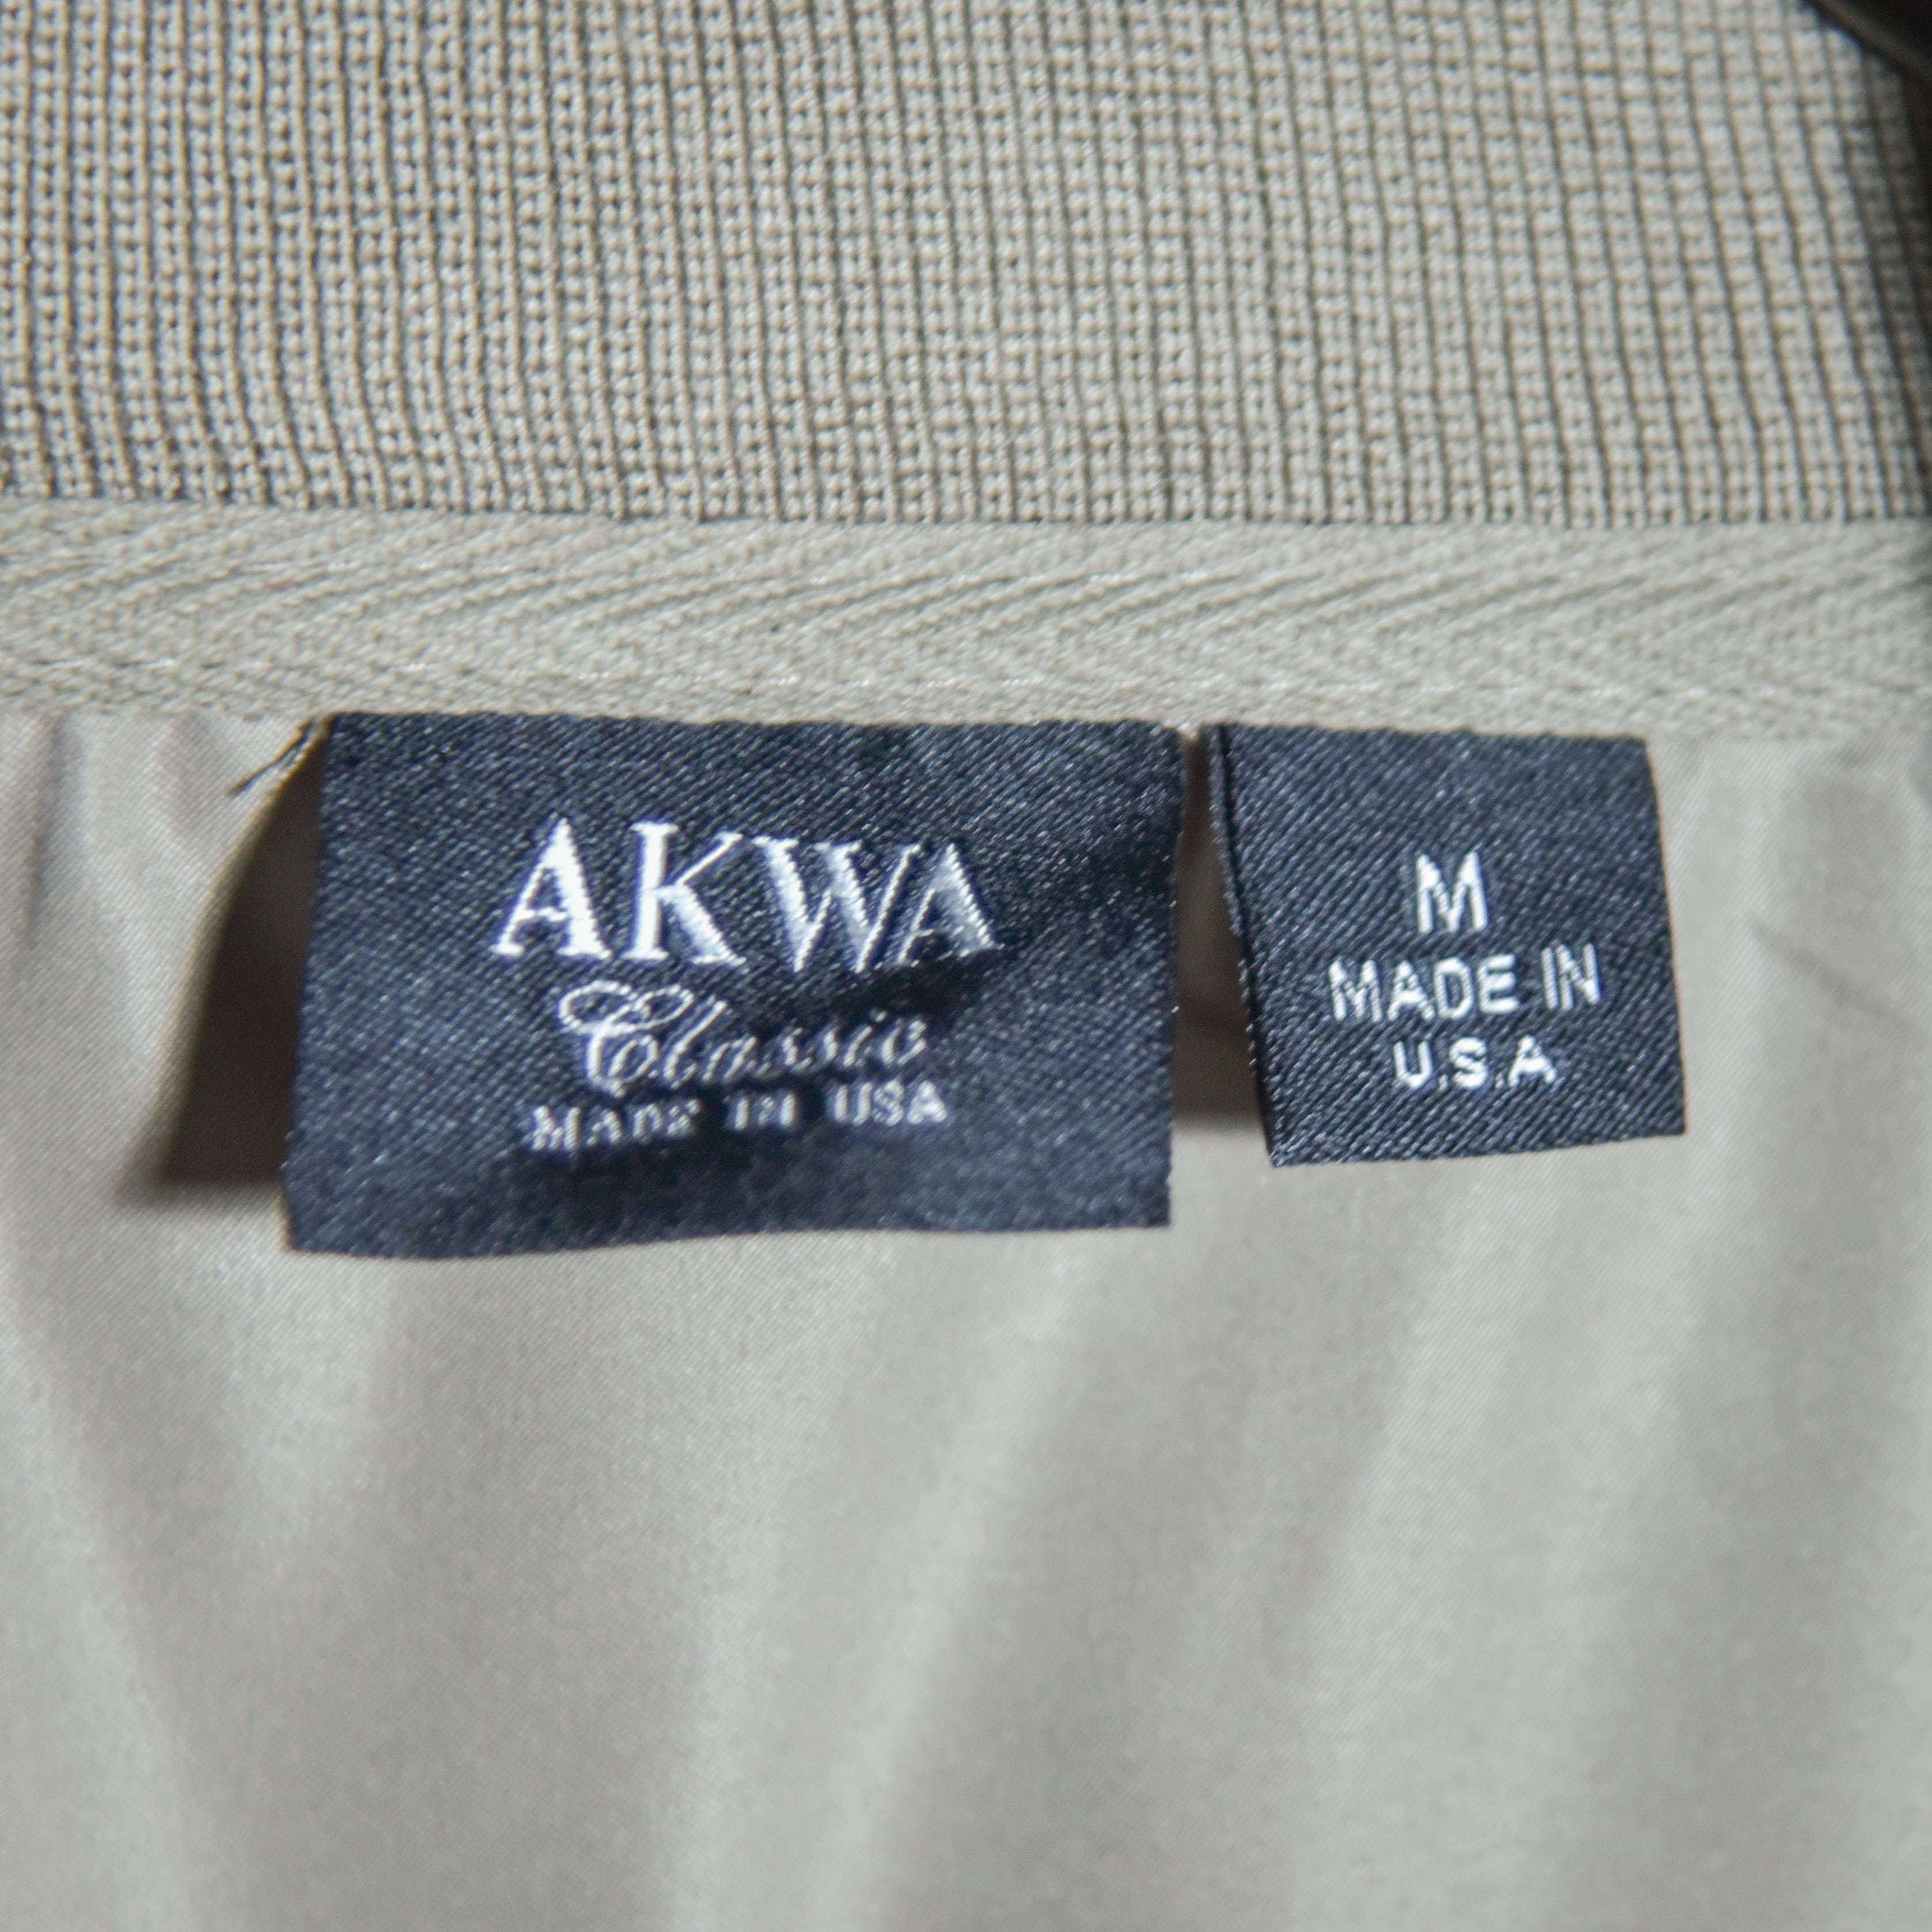 AKWA
Classic
MADE IN USA
M
MADE IN
U.S.A